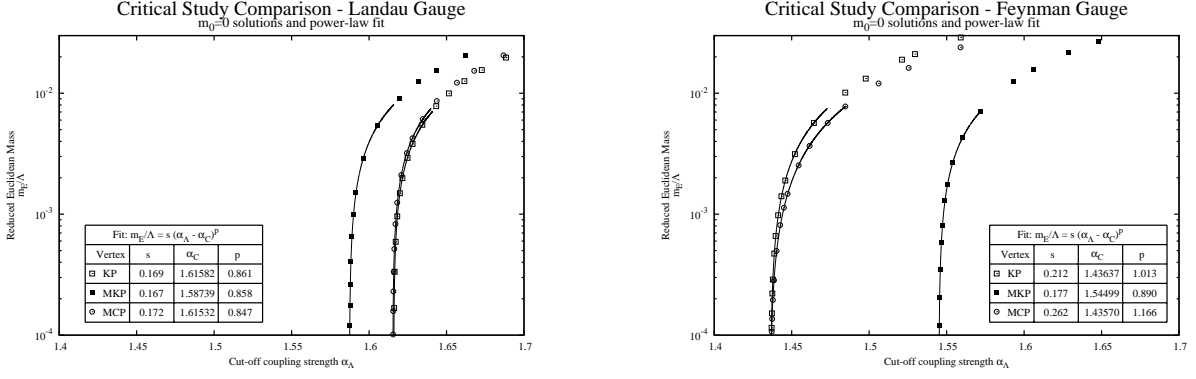 Critical Study Comparison - Landau Gauge
m0=0 solutions and power-law fit
Reduced Euclidean Mass
mE/Λ
10-2
10-3
10-4
1.4 1.45 1.5 1.55 1.6 1.65 1.7
Cut-off coupling strength αΛ
Fit: mE/Λ = s (αΛ - αC)p
Vertex s αC p
KP 0.169 1.61582 0.861
MKP 0.167 1.58739 0.858
MCP 0.172 1.61532 0.847
Critical Study Comparison - Feynman Gauge
m0=0 solutions and power-law fit
Reduced Euclidean Mass
mE/Λ
10-2
10-3
10-4
1.4 1.45 1.5 1.55 1.6 1.65 1.7
Cut-off coupling strength αΛ
Fit: mE/Λ = s (αΛ - αC)p
Vertex s αC p
KP 0.212 1.43637 1.013
MKP 0.177 1.54499 0.890
MCP 0.262 1.43570 1.166